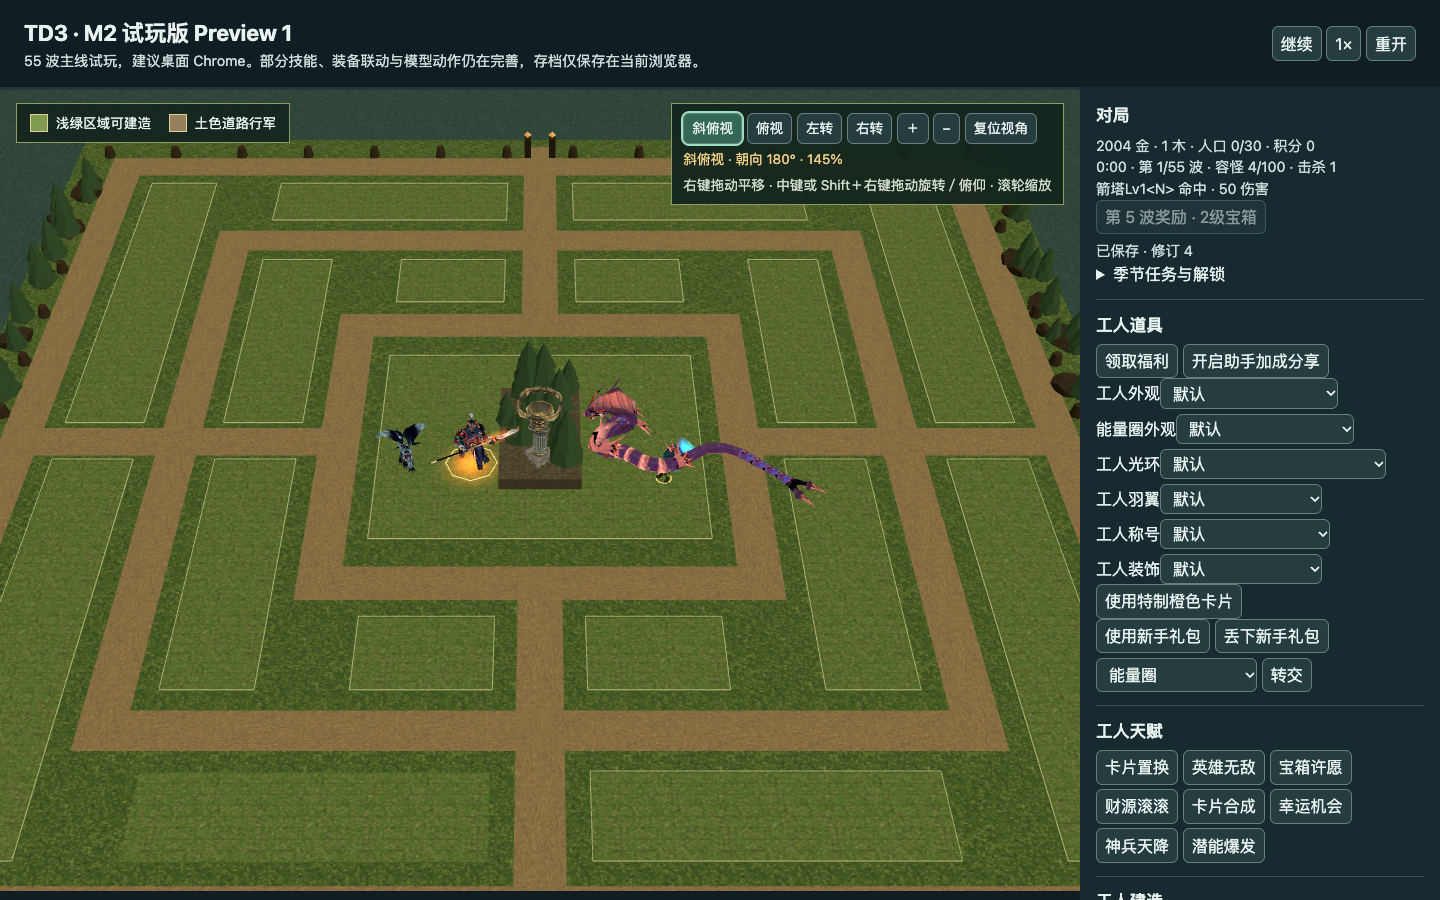 TD3 · M2 试玩版 Preview 1
55 波主线试玩，建议桌面 Chrome。部分技能、装备联动与模型动作仍在完善，存档仅保存在当前浏览器。
继续 1× 重开
浅绿区域可建造 土色道路行军
斜俯视 俯视 左转 右转 + − 复位视角
斜俯视 · 朝向 180° · 145%
右键拖动平移 · 中键或 Shift＋右键拖动旋转 / 俯仰 · 滚轮缩放
对局
2004 金 · 1 木 · 人口 0/30 · 积分 0
0:00 · 第 1/55 波 · 容怪 4/100 · 击杀 1
箭塔Lv1<N> 命中 · 50 伤害
第 5 波奖励 · 2级宝箱
已保存 · 修订 4
季节任务与解锁
工人道具
领取福利 开启助手加成分享
工人外观 默认
能量圈外观 默认
工人光环 默认
工人羽翼 默认
工人称号 默认
工人装饰 默认
使用特制橙色卡片
使用新手礼包 丢下新手礼包
能量圈 转交
工人天赋
卡片置换 英雄无敌 宝箱许愿
财源滚滚 卡片合成 幸运机会
神兵天降 潜能爆发